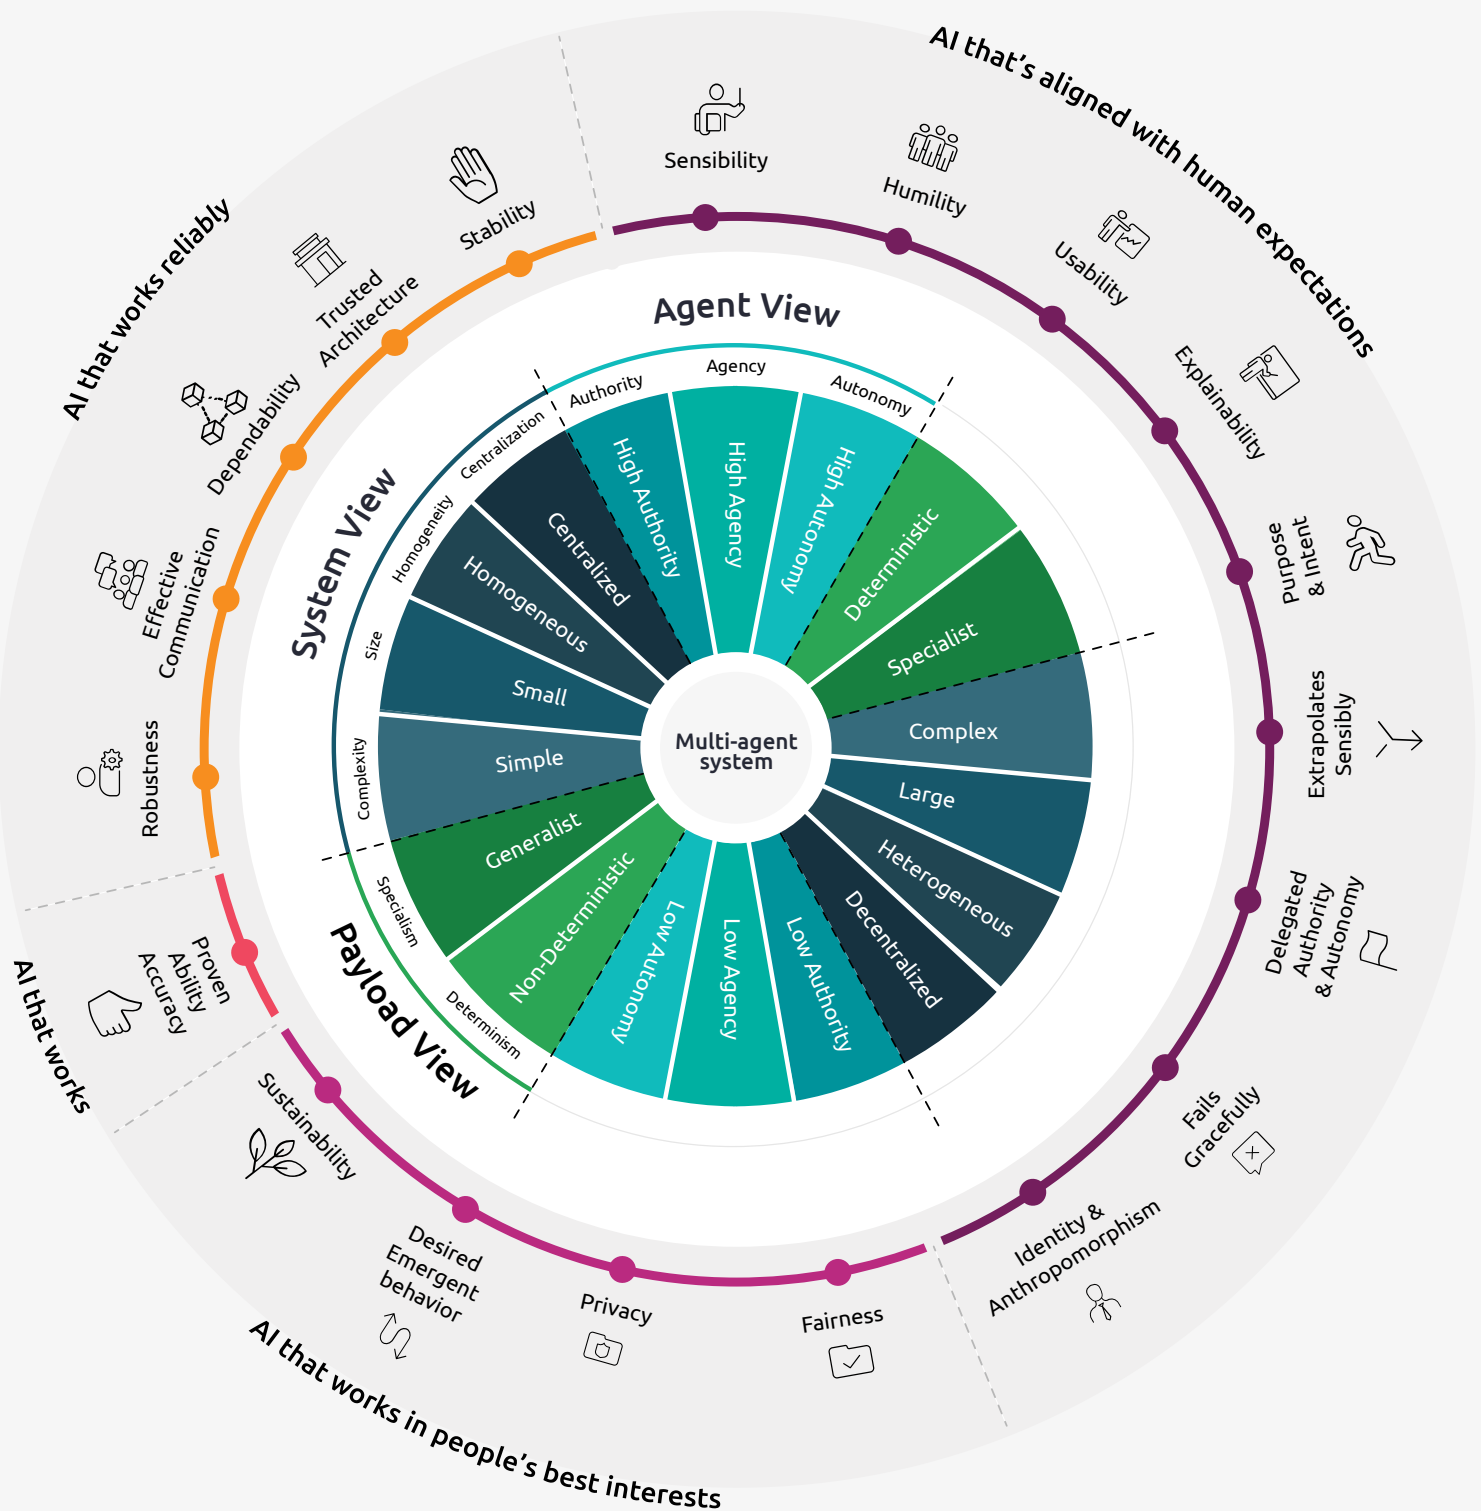 AI that’s aligned with human expectations
Sensibility
Humility
Usability
Explainability
Purpose
& Intent
Extrapolates
Sensibly
Delegated
Authority
& Autonomy
Fails
Gracefully
Identity &
Anthropomorphism
AI that works in people’s best interests
Fairness
Privacy
Desired
Emergent
behavior
Sustainability
AI that works
Proven
Ability
Accuracy
AI that works reliably
Robustness
Effective
Communication
Dependability
Trusted
Architecture
Stability
Agent View
Authority
Agency
Autonomy
System View
Centralization
Homogeneity
Size
Complexity
Payload View
Specialism
Determinism
High Authority
High Agency
High Autonomy
Deterministic
Specialist
Complex
Large
Heterogeneous
Decentralized
Low Authority
Low Agency
Low Autonomy
Non-Deterministic
Generalist
Simple
Small
Homogeneous
Centralized
Multi-agent
system